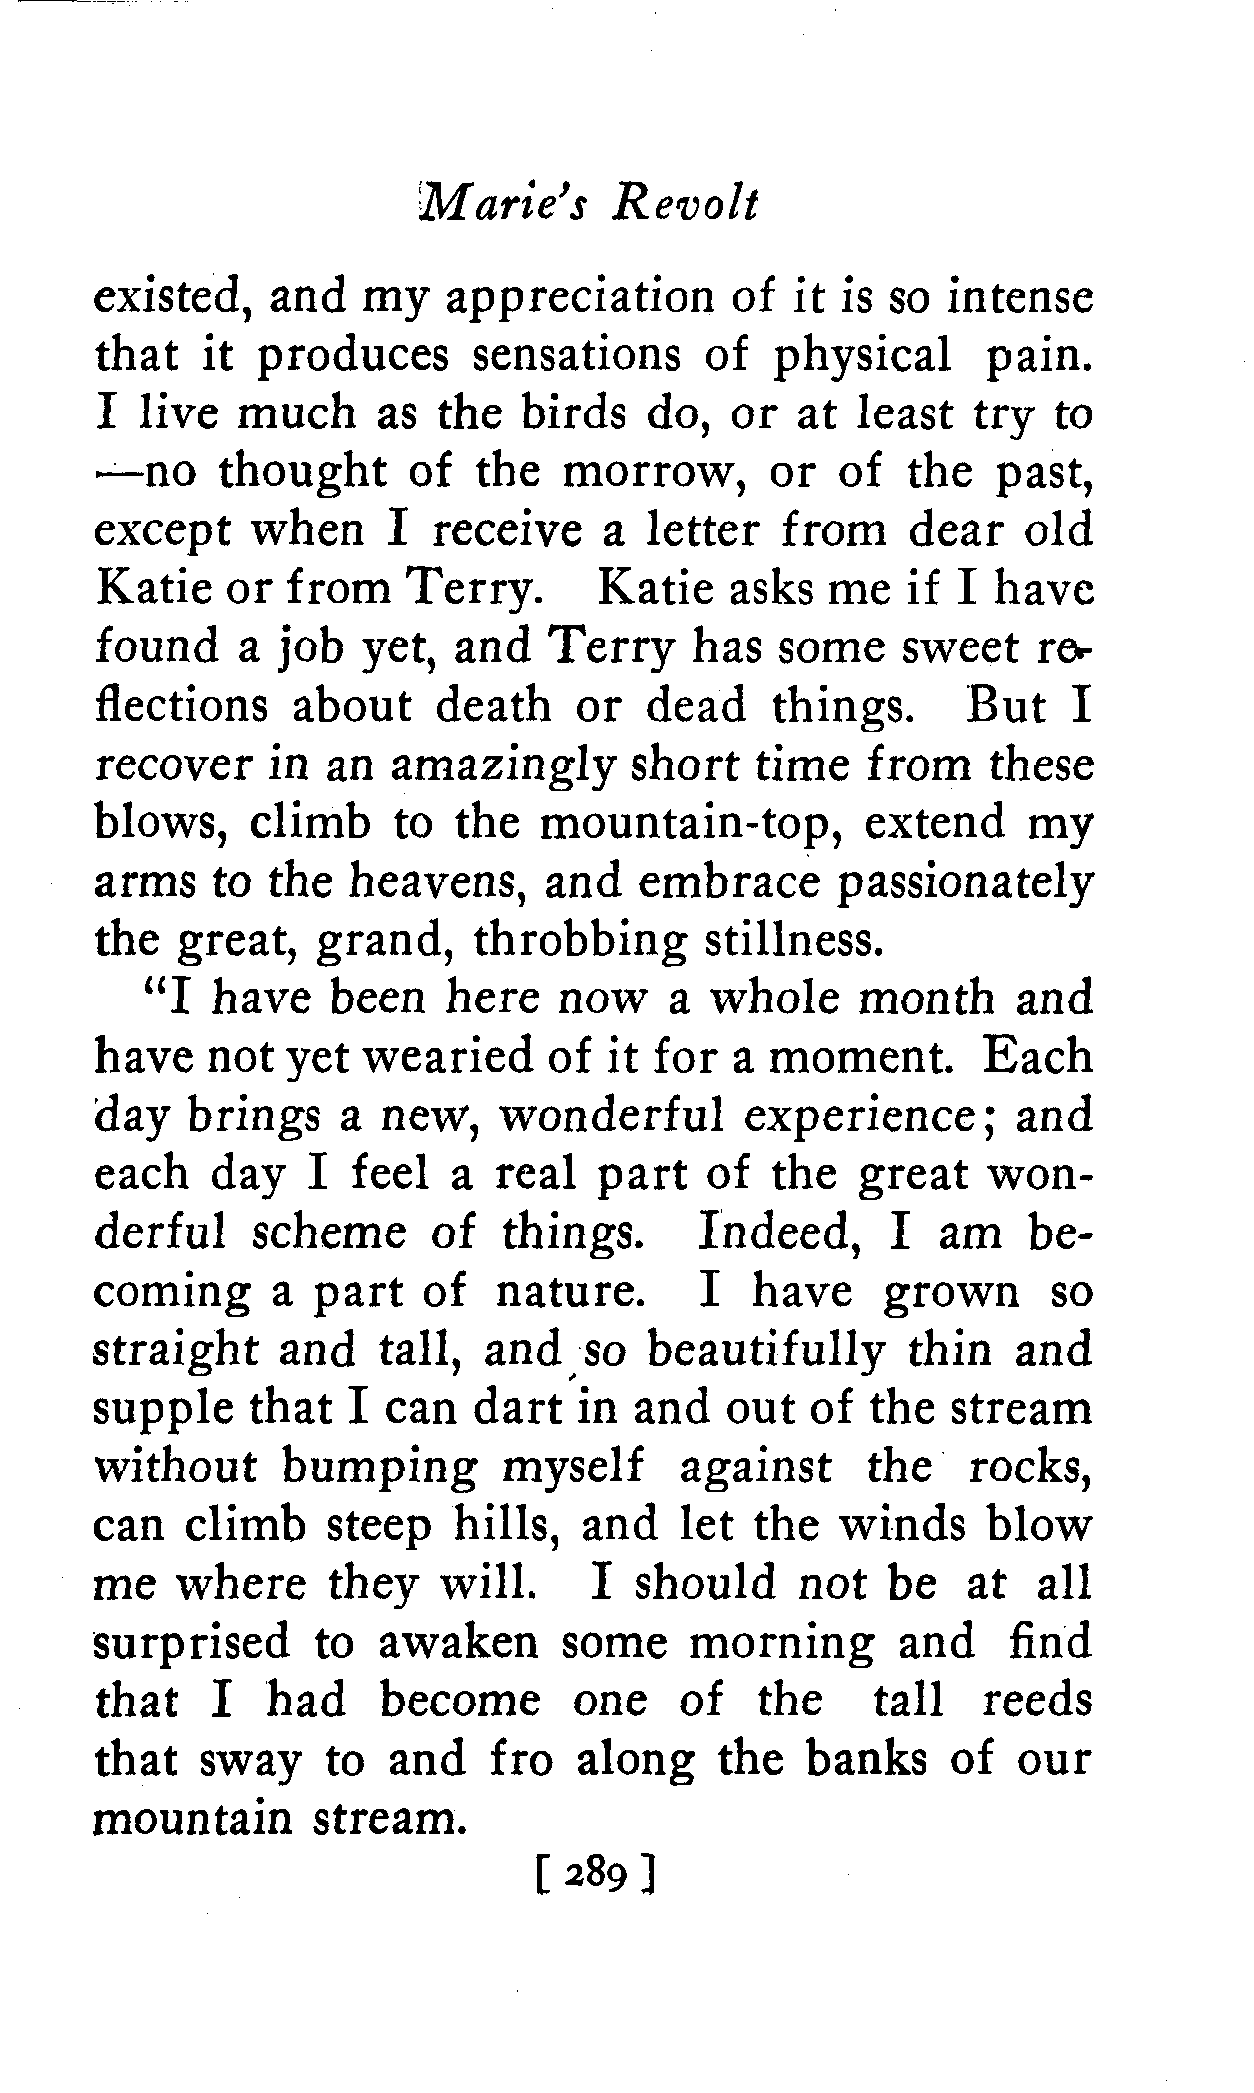 Marie's Revolt
existed, and my appreciation of it is so intense
that it produces sensations of physical pain.
I live much as the birds do, or at least try to
—no thought of the morrow, or of the past,
except when I receive a letter from dear old
Katie or from Terry. Katie asks me if I have
found a job yet, and Terry has some sweet re-
flections about death or dead things. But I
recover in an amazingly short time from these
blows, climb to the mountain-top, extend my
arms to the heavens, and embrace passionately
the great, grand, throbbing stillness.
"I have been here now a whole month and
have not yet wearied of it for a moment. Each
day brings a new, wonderful experience; and
each day I feel a real part of the great won-
derful scheme of things. Indeed, I am be-
coming a part of nature. I have grown so
straight and tall, and so beautifully thin and
supple that I can dart in and out of the stream
without bumping myself against the rocks,
can climb steep hills, and let the winds blow
me where they will. I should not be at all
surprised to awaken some morning and find
that I had become one of the tall reeds
that sway to and fro along the banks of our
mountain stream.
[ 289 ]